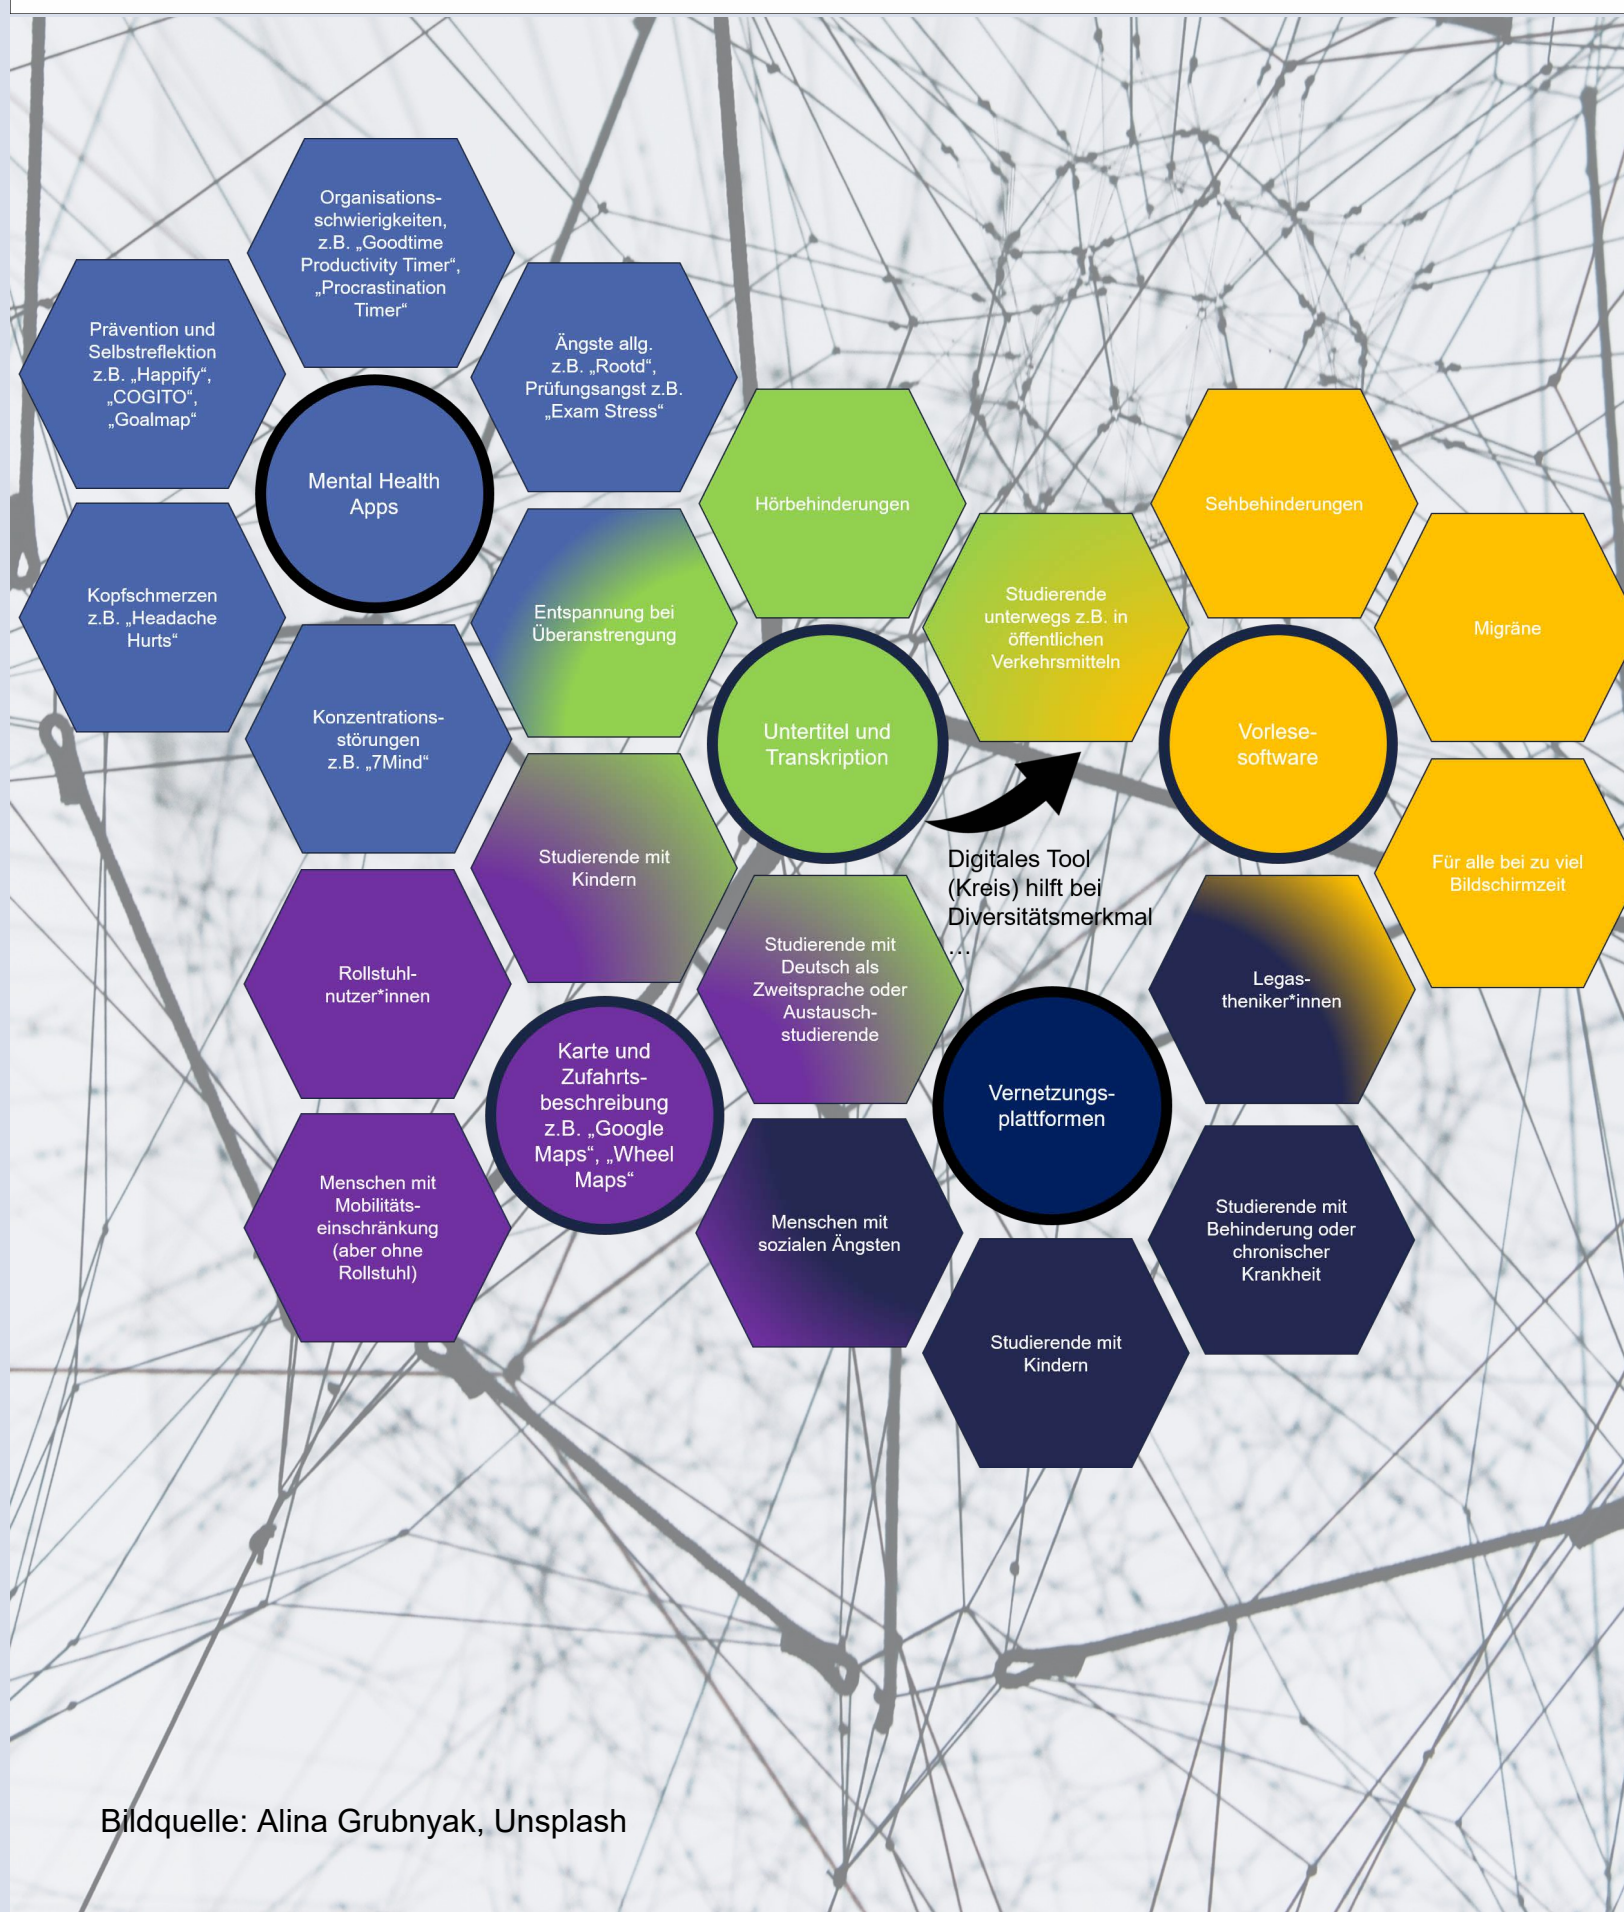 Organisations-
schwierigkeiten,
z.B. „Goodtime
Productivity Timer“,
„Procrastination
Timer“
Prävention und
Selbstreflektion
z.B. „Happify“,
„COGITO“,
„Goalmap“
Ängste allg.
z.B. „Rootd“,
Prüfungsangst z.B.
„Exam Stress“
Mental Health
Apps
Hörbehinderungen
Sehbehinderungen
Kopfschmerzen
z.B. „Headache
Hurts“
Entspannung bei
Überanstrengung
Studierende
unterwegs z.B. in
öffentlichen
Verkehrsmitteln
Migräne
Konzentrations-
störungen
z.B. „7Mind“
Untertitel und
Transkription
Vorlese-
software
Studierende mit
Kindern
Digitales Tool
(Kreis) hilft bei
Diversitätsmerkmal
…
Für alle bei zu viel
Bildschirmzeit
Rollstuhl-
nutzer*innen
Studierende mit
Deutsch als
Zweitsprache oder
Austausch-
studierende
Legas-
theniker*innen
Karte und
Zufahrts-
beschreibung
z.B. „Google
Maps“, „Wheel
Maps“
Vernetzungs-
plattformen
Menschen mit
Mobilitäts-
einschränkung
(aber ohne
Rollstuhl)
Menschen mit
sozialen Ängsten
Studierende mit
Behinderung oder
chronischer
Krankheit
Studierende mit
Kindern
Bildquelle: Alina Grubnyak, Unsplash